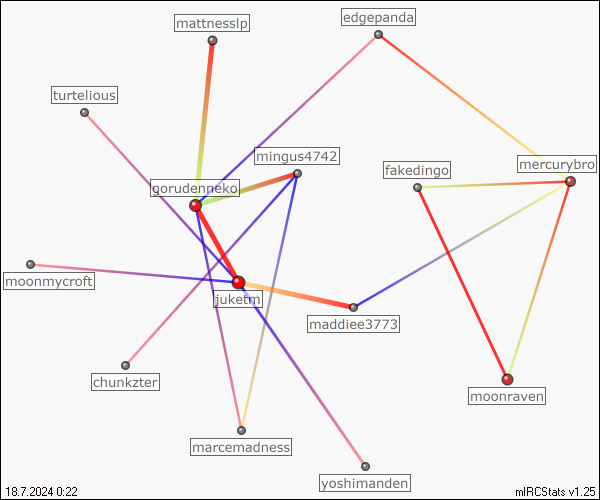 edgepanda
mattnesslp
turtelious
mingus4742
mercurybro
fakedingo
gorudenneko
moonmycroft
juketm
maddiee3773
chunkzter
moonraven
marcemadness
yoshimanden
18.7.2024 0:22
mIRCStats v1.25